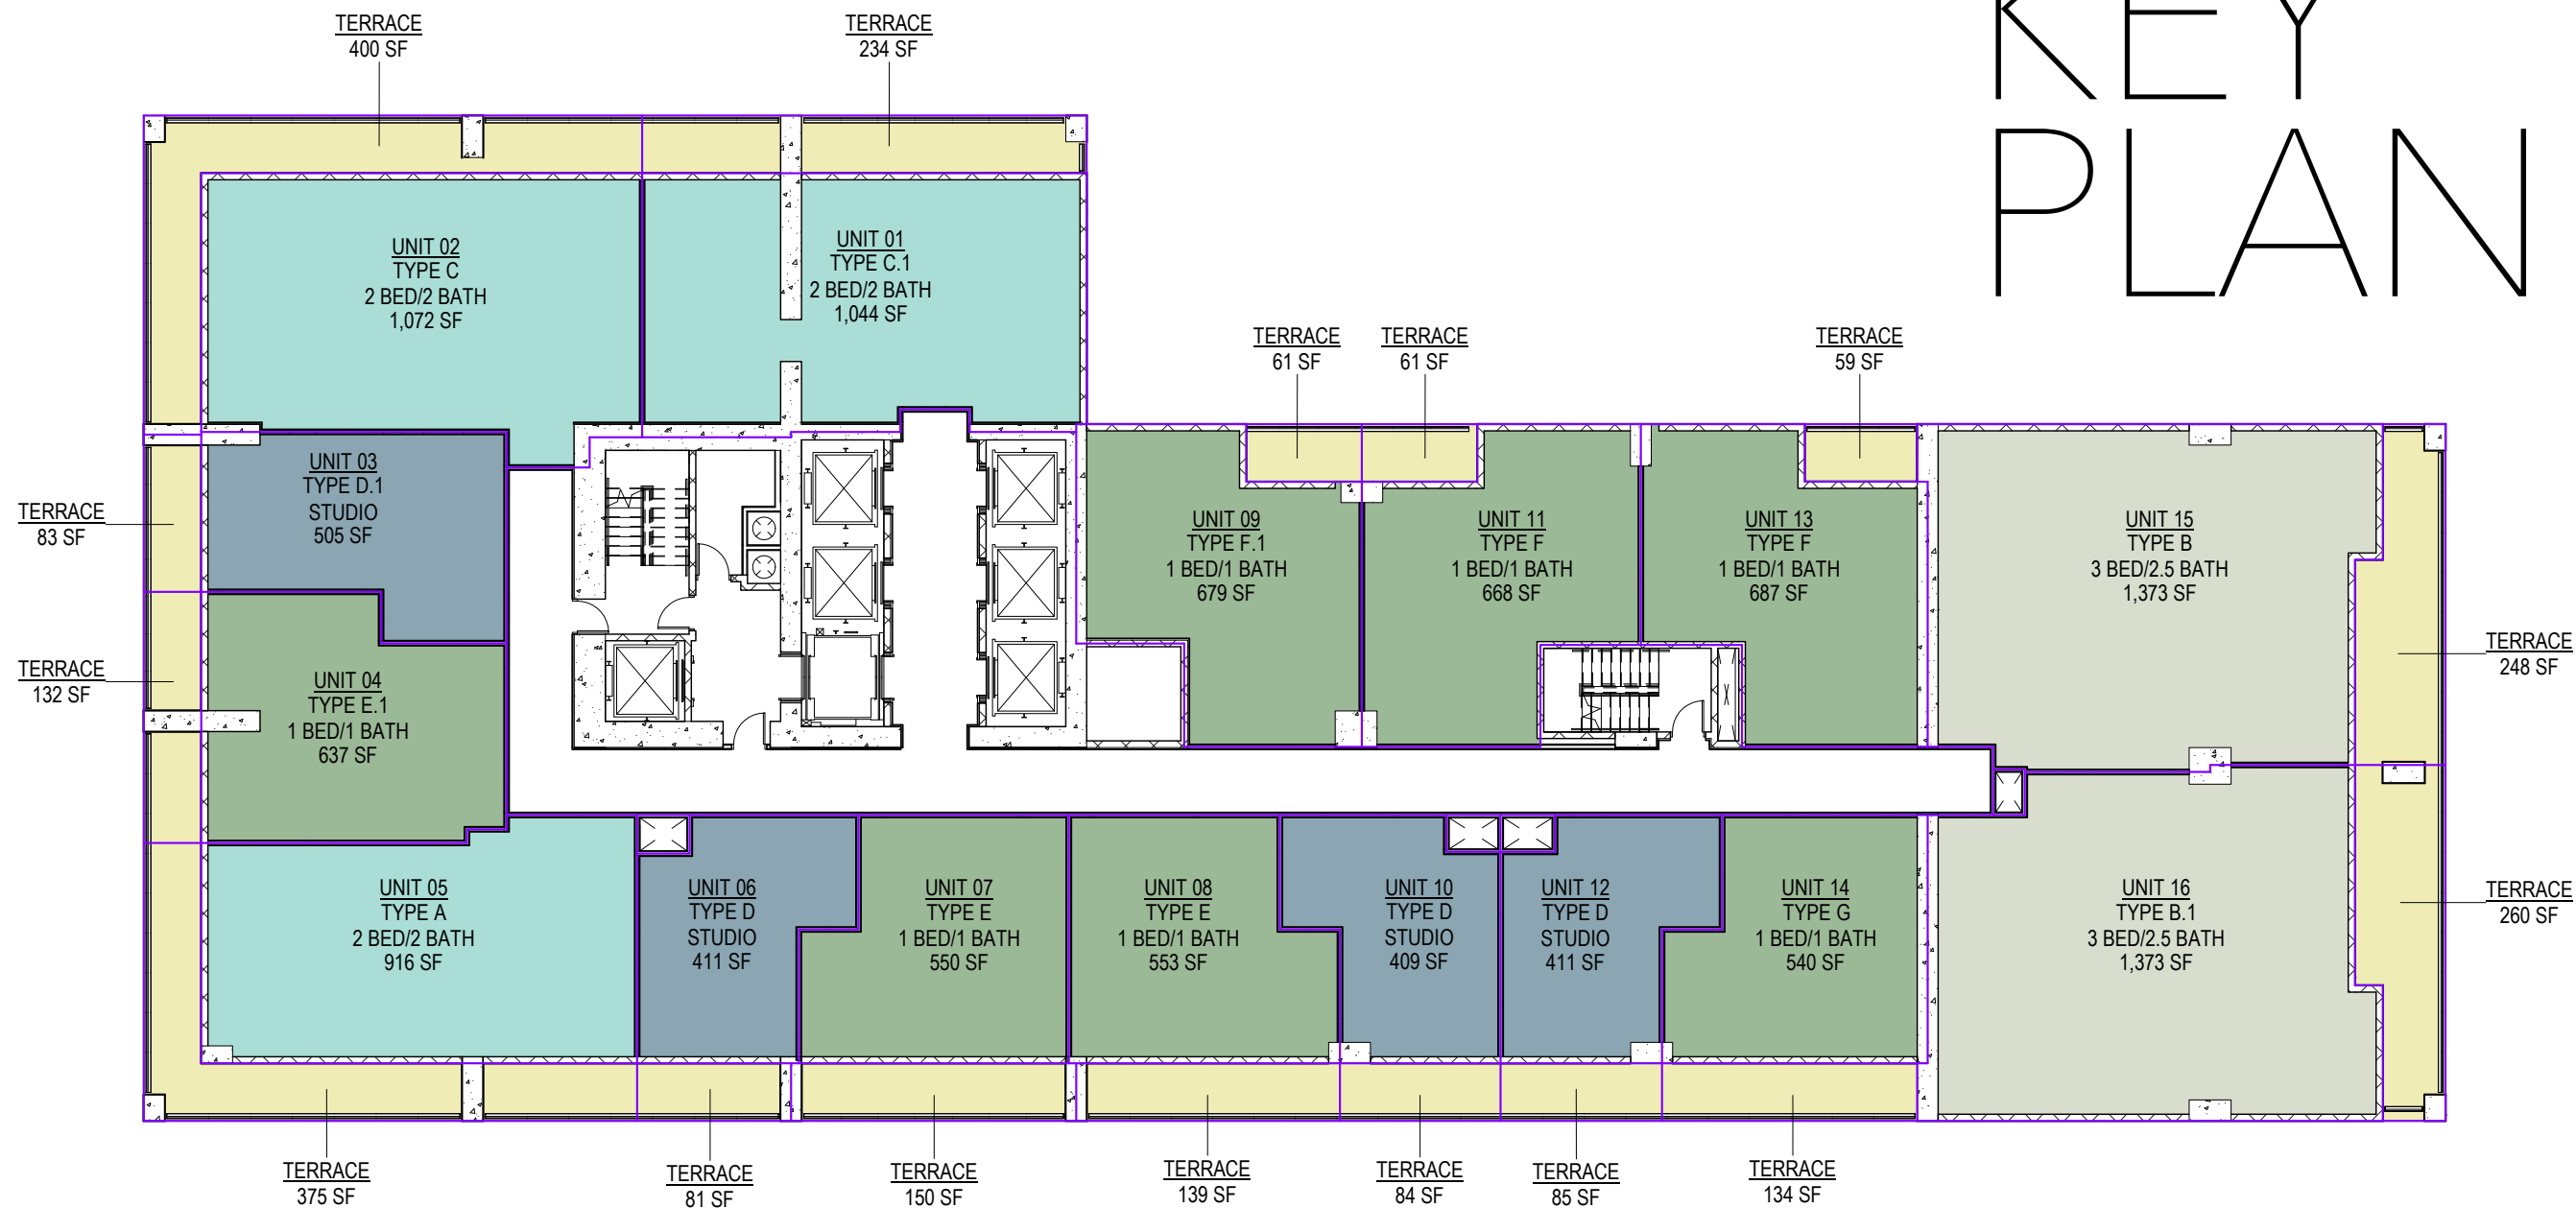 KEY
PLAN
TERRACE
400 SF
TERRACE
234 SF
UNIT 02
TYPE C
2 BED/2 BATH
1,072 SF
UNIT 01
TYPE C.1
2 BED/2 BATH
1,044 SF
TERRACE
61 SF
TERRACE
61 SF
TERRACE
59 SF
UNIT 03
TYPE D.1
STUDIO
505 SF
TERRACE
83 SF
UNIT 09
TYPE F.1
1 BED/1 BATH
679 SF
UNIT 11
TYPE F
1 BED/1 BATH
668 SF
UNIT 13
TYPE F
1 BED/1 BATH
687 SF
UNIT 15
TYPE B
3 BED/2.5 BATH
1,373 SF
TERRACE
248 SF
TERRACE
132 SF
UNIT 04
TYPE E.1
1 BED/1 BATH
637 SF
UNIT 05
TYPE A
2 BED/2 BATH
916 SF
UNIT 06
TYPE D
STUDIO
411 SF
UNIT 07
TYPE E
1 BED/1 BATH
550 SF
UNIT 08
TYPE E
1 BED/1 BATH
553 SF
UNIT 10
TYPE D
STUDIO
409 SF
UNIT 12
TYPE D
STUDIO
411 SF
UNIT 14
TYPE G
1 BED/1 BATH
540 SF
UNIT 16
TYPE B.1
3 BED/2.5 BATH
1,373 SF
TERRACE
260 SF
TERRACE
375 SF
TERRACE
81 SF
TERRACE
150 SF
TERRACE
139 SF
TERRACE
84 SF
TERRACE
85 SF
TERRACE
134 SF